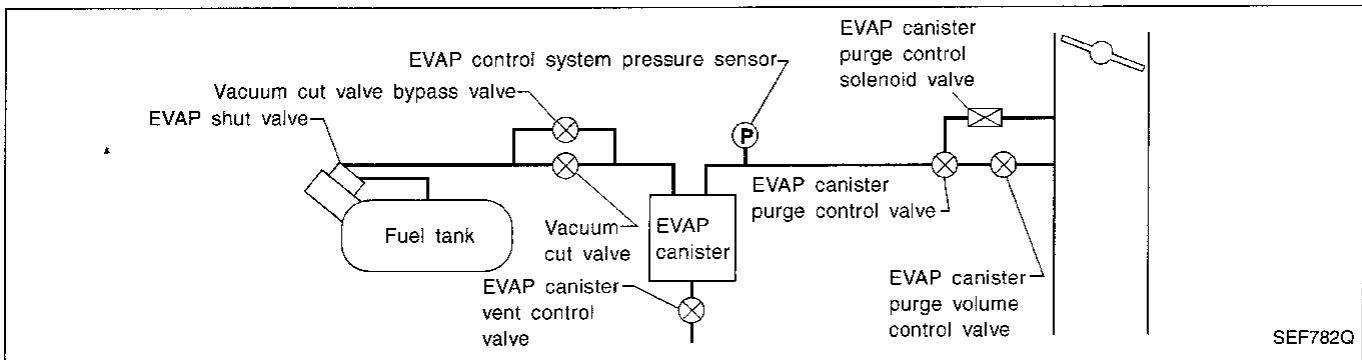 EVAP canister
purge control
solenoid valve
EVAP control system pressure sensor
Vacuum cut valve bypass valve
EVAP shut valve
P
EVAP canister
purge control valve
Fuel tank
Vacuum
cut valve
EVAP
canister
EVAP canister
vent control
valve
EVAP canister
purge volume
control valve
SEF782Q